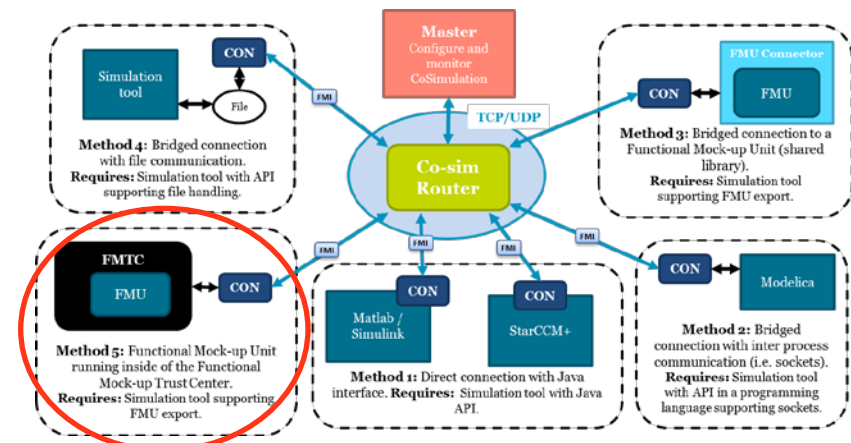 CON
Simulation
tool
File
Method 4: Bridged connection
with file communication.
Requires: Simulation tool with API
supporting file handling.
Master
Configure and
monitor
CoSimulation
TCP/UDP
Co-sim
Router
FMU Connector
CON
FMU
Method 3: Bridged connection to a
Functional Mock-up Unit (shared
library).
Requires: Simulation tool
supporting FMU export.
FMI
FMI
FMI
FMI
FMI
FMTC
FMU
CON
Method 5: Functional Mock-up Unit
running inside of the Functional
Mock-up Trust Center.
Requires: Simulation tool supporting
FMU export.
CON
Matlab /
Simulink
CON
StarCCM+
Method 1: Direct connection with Java
interface. Requires: Simulation tool with Java
API.
CON
Modelica
Method 2: Bridged
connection with inter process
communication (i.e. sockets).
Requires: Simulation tool
with API in a programming
language supporting sockets.